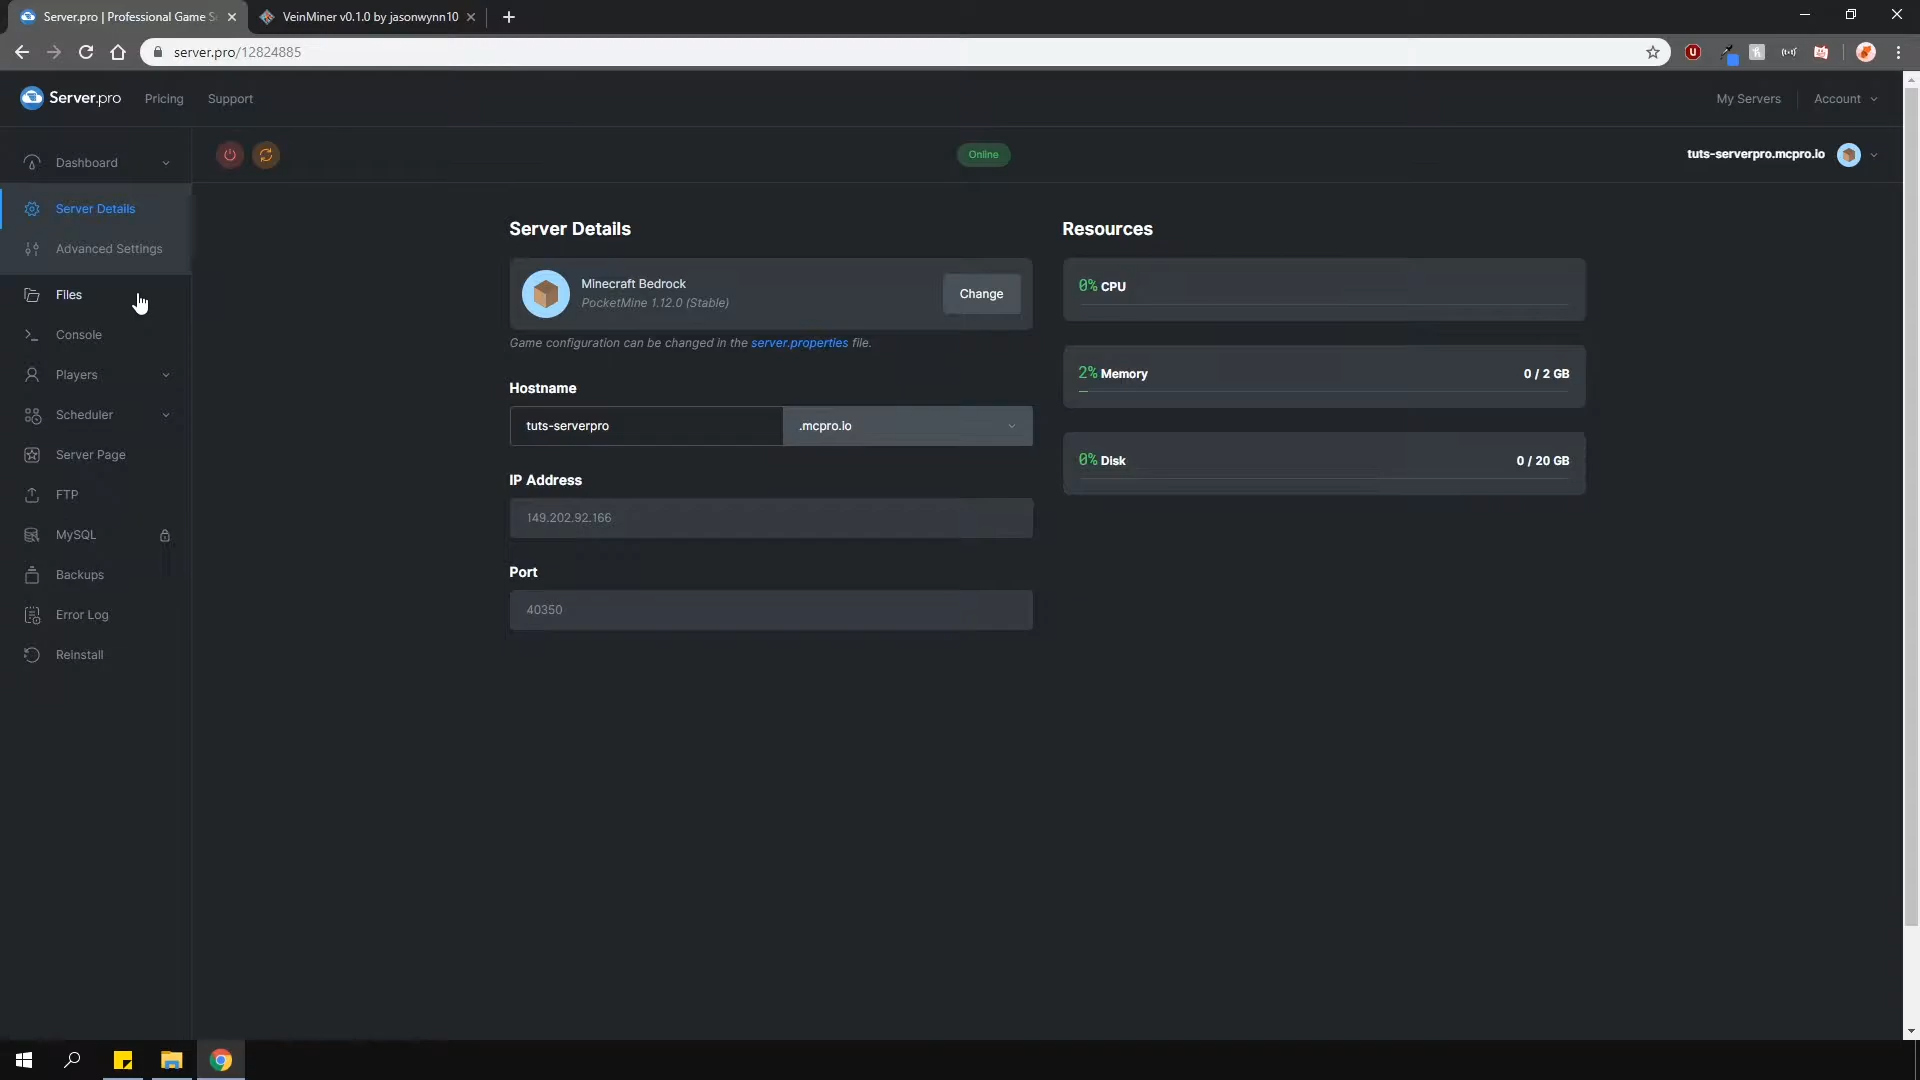 Server.pro | Professional Game S
VeinMiner v0.1.0 by jasonwynn10
server.pro/12824885
Server.pro
Pricing
Support
My Servers
Account
Dashboard
Online
tuts-serverpro.mcpro.io
Server Details
Advanced Settings
Files
Console
Players
Scheduler
Server Page
FTP
MySQL
Backups
Error Log
Reinstall
Server Details
Minecraft Bedrock
PocketMine 1.12.0 (Stable)
Change
Game configuration can be changed in the server.properties file.
Hostname
tuts-serverpro
.mcpro.io
IP Address
149.202.92.166
Port
40350
Resources
0% CPU
2% Memory
0 / 2 GB
0% Disk
0 / 20 GB